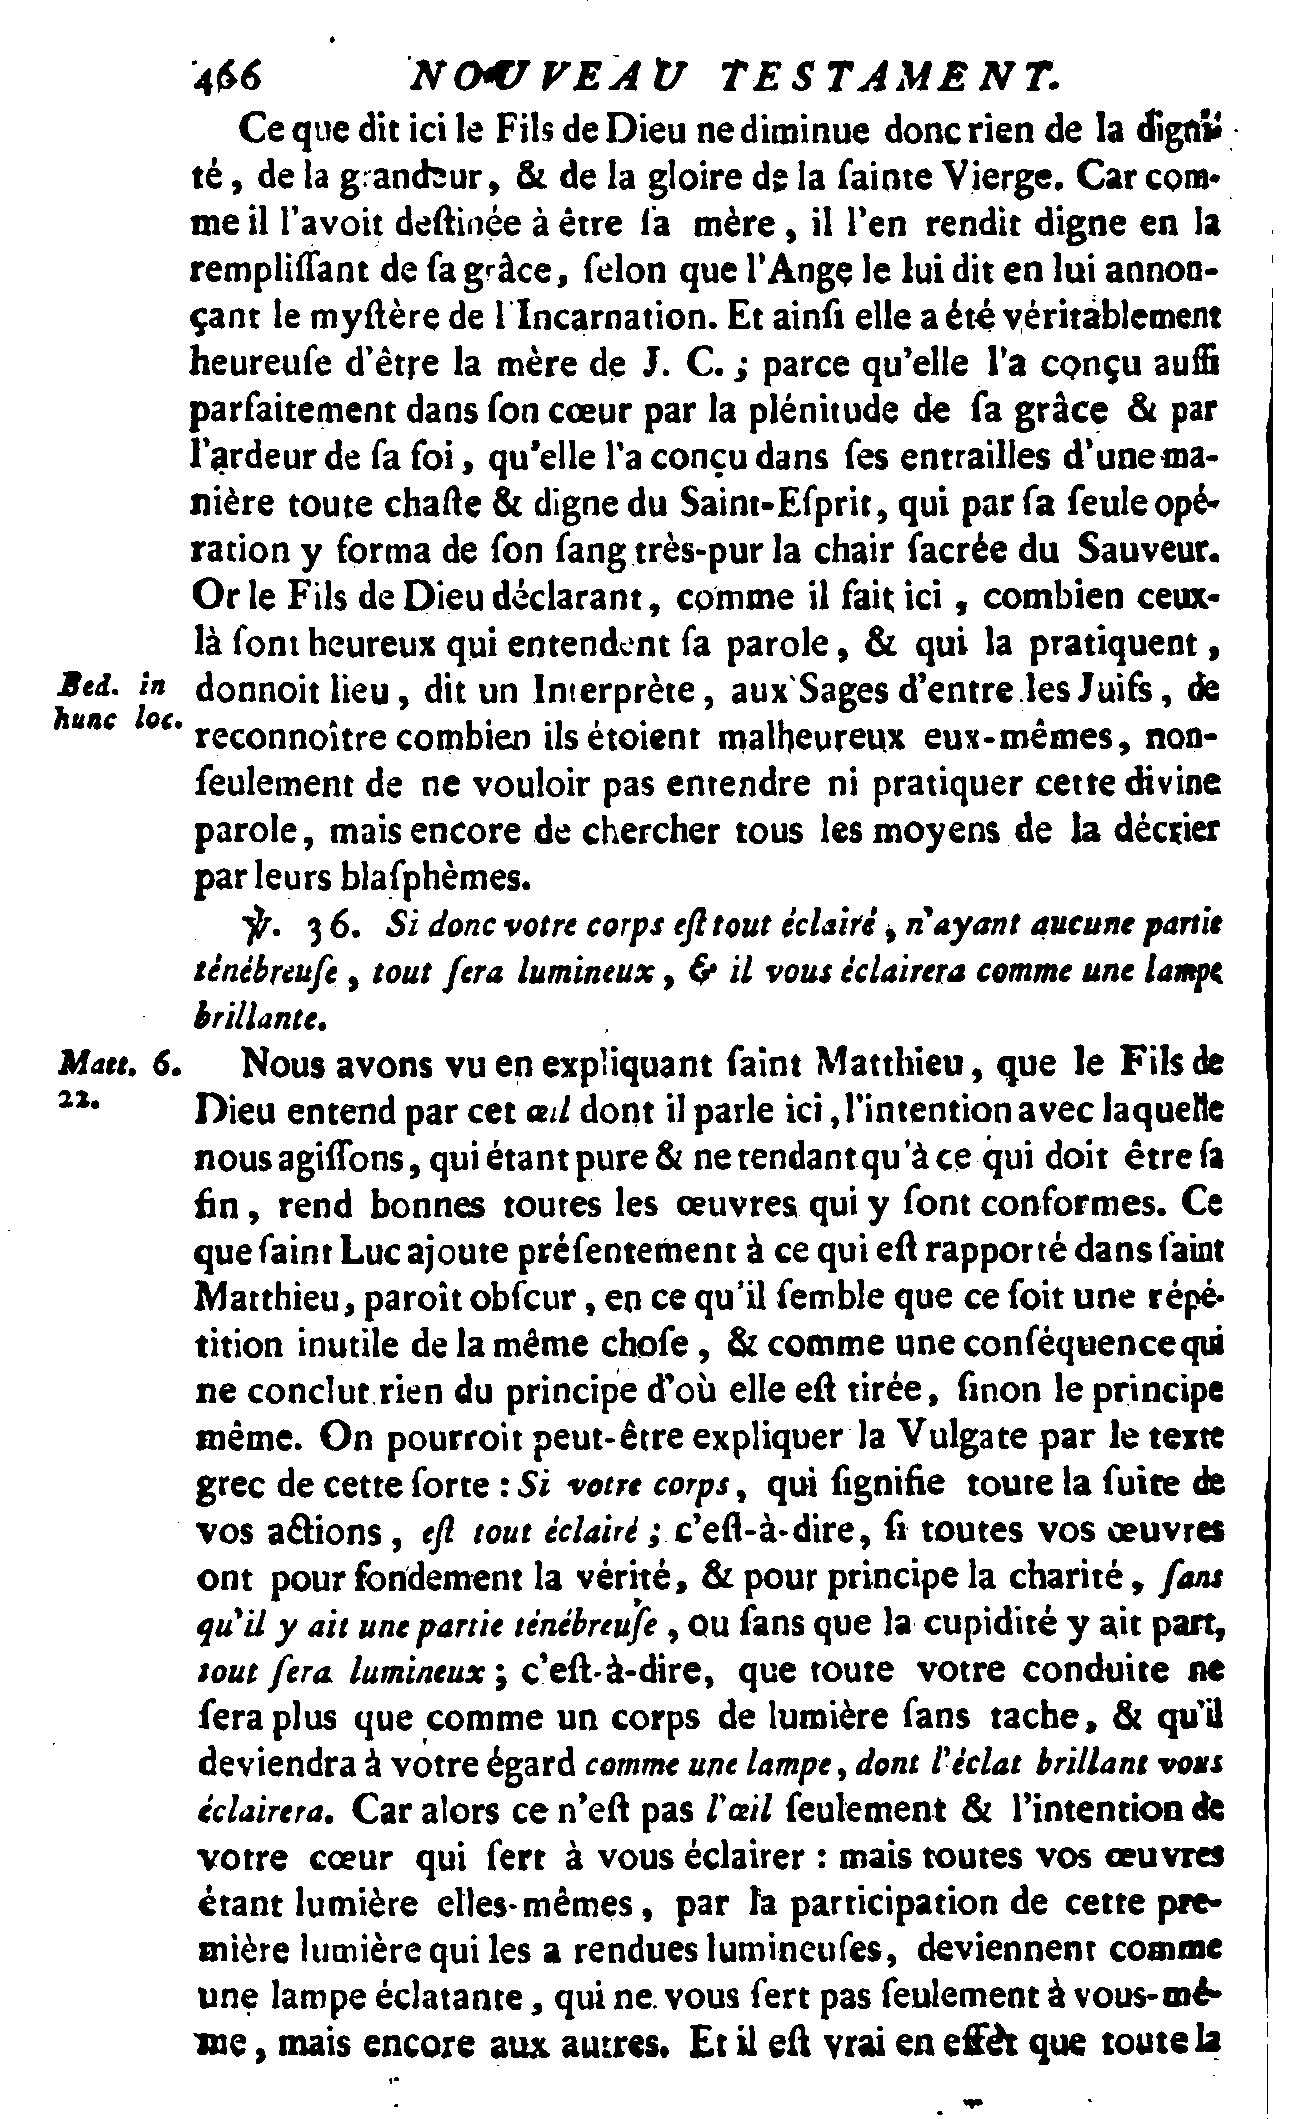 466 NOUVEAU TESTAMENT.
Ce que dit ici le Fils de Dieu ne diminue donc rien de la digni-
té, de la grandeur, & de la gloire de la ſainte Vierge. Car com-
me il l'avoit deſtinée à être ſa mère, il l'en rendit digne en la
rempliſſant de ſa grâce, ſelon que l'Ange le lui dit en lui annon-
çant le myſtère de l'Incarnation. Et ainſi elle a été véritablement
heureuſe d'être la mère de J. C.; parce qu'elle l'a conçu auſſi
parfaitement dans ſon cœur par la plénitude de ſa grâce & par
l'ardeur de ſa foi, qu'elle l'a conçu dans ſes entrailles d'une ma-
nière toute chaſte & digne du Saint-Eſprit, qui par ſa ſeule opé-
ration y forma de ſon ſang très-pur la chair ſacrée du Sauveur.
Or le Fils de Dieu déclarant, comme il fait ici, combien ceux-
là ſont heureux qui entendent ſa parole, & qui la pratiquent,
Bed. in
hunc loc.
donnoit lieu, dit un Interprète, aux Sages d'entre les Juifs, de
reconnoître combien ils étoient malheureux eux-mêmes, non-
ſeulement de ne vouloir pas entendre ni pratiquer cette divine
parole, mais encore de chercher tous les moyens de la décrier
par leurs blaſphèmes.
℣. 36. Si donc votre corps eſt tout éclairé, n'ayant aucune partie
ténébreuſe, tout ſera lumineux, & il vous éclairera comme une lampe
brillante.
Matt. 6.
22.
Nous avons vu en expliquant ſaint Matthieu, que le Fils de
Dieu entend par cet œil dont il parle ici, l'intention avec laquelle
nous agiſſons, qui étant pure & ne tendant qu'à ce qui doit être ſa
fin, rend bonnes toutes les œuvres qui y ſont conformes. Ce
que ſaint Luc ajoute préſentement à ce qui eſt rapporté dans ſaint
Matthieu, paroît obſcur, en ce qu'il ſemble que ce ſoit une répé-
tition inutile de la même choſe, & comme une conſéquence qui
ne conclut rien du principe d'où elle eſt tirée, ſinon le principe
même. On pourroit peut-être expliquer la Vulgate par le texte
grec de cette ſorte : Si votre corps, qui ſignifie toute la ſuite de
vos actions, eſt tout éclairé; c'eſt-à-dire, ſi toutes vos œuvres
ont pour fondement la vérité, & pour principe la charité, ſans
qu'il y ait une partie ténébreuſe, ou ſans que la cupidité y ait part,
tout ſera lumineux; c'eſt-à-dire, que toute votre conduite ne
ſera plus que comme un corps de lumière ſans tache, & qu'il
deviendra à votre égard comme une lampe, dont l'éclat brillant vous
éclairera. Car alors ce n'eſt pas l'œil ſeulement & l'intention de
votre cœur qui ſert à vous éclairer : mais toutes vos œuvres
étant lumière elles-mêmes, par la participation de cette pre-
mière lumière qui les a rendues lumineuſes, deviennent comme
une lampe éclatante, qui ne vous ſert pas ſeulement à vous-mê-
me, mais encore aux autres. Et il eſt vrai en effèt que toute la